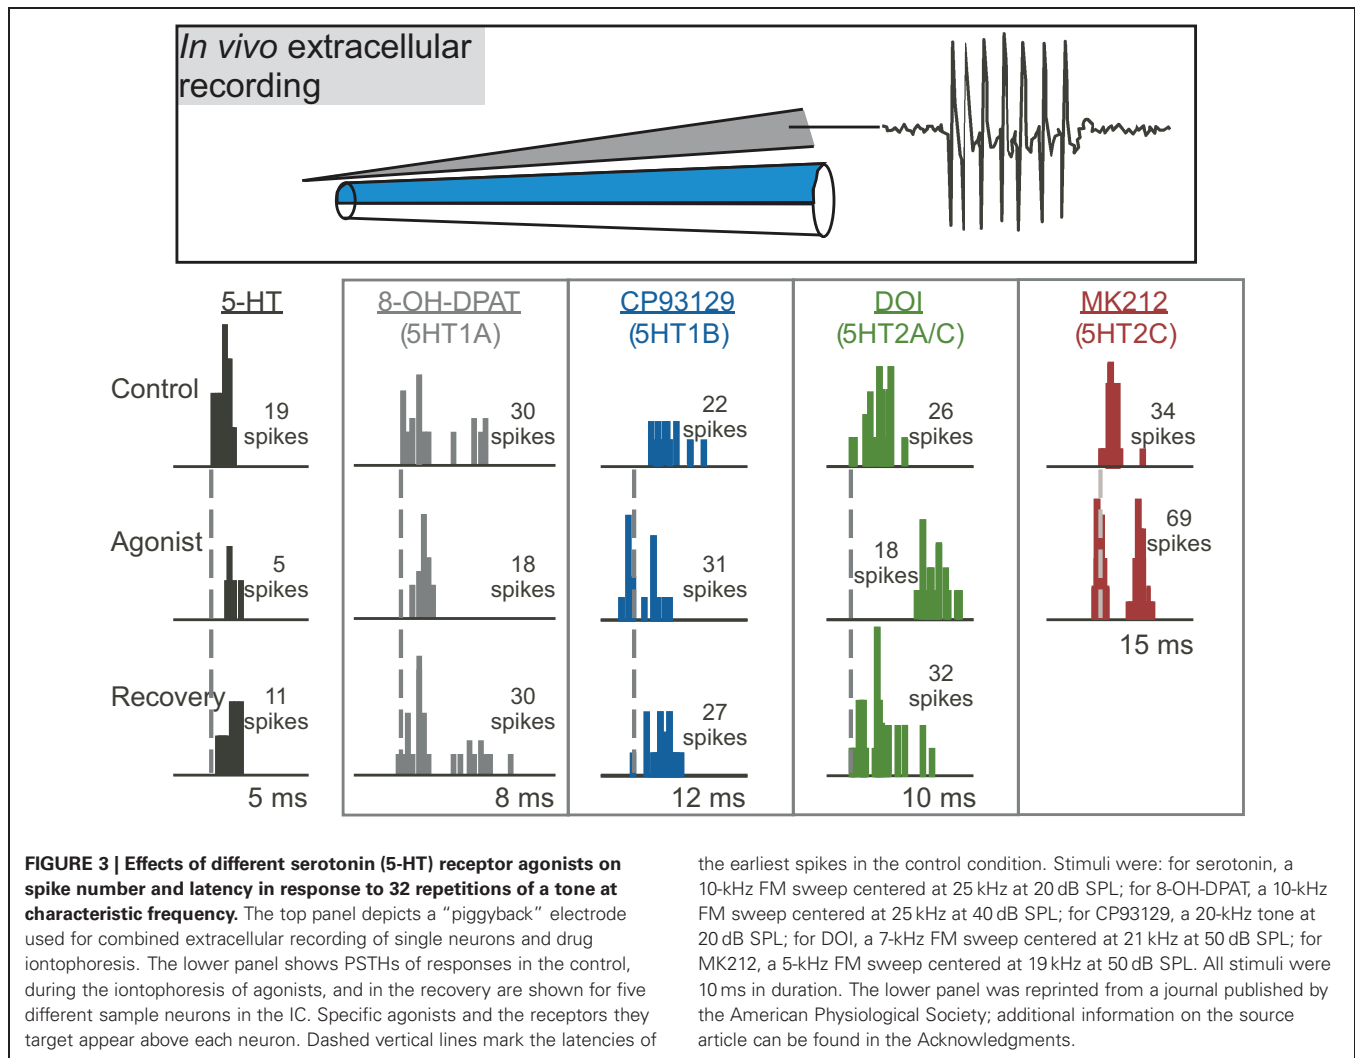 In vivo extracellular
recording
5-HT
8-OH-DPAT
(5HT1A)
CP93129
(5HT1B)
DOI
(5HT2A/C)
MK212
(5HT2C)
Control
19
spikes
30
spikes
22
spikes
26
spikes
34
spikes
Agonist
5
spikes
18
spikes
31
spikes
18
spikes
69
spikes
15 ms
Recovery
11
spikes
30
spikes
27
spikes
32
spikes
5 ms
8 ms
12 ms
10 ms
FIGURE 3 | Effects of different serotonin (5-HT) receptor agonists on
spike number and latency in response to 32 repetitions of a tone at
characteristic frequency. The top panel depicts a “piggyback” electrode
used for combined extracellular recording of single neurons and drug
iontophoresis. The lower panel shows PSTHs of responses in the control,
during the iontophoresis of agonists, and in the recovery are shown for five
different sample neurons in the IC. Specific agonists and the receptors they
target appear above each neuron. Dashed vertical lines mark the latencies of
the earliest spikes in the control condition. Stimuli were: for serotonin, a
10-kHz FM sweep centered at 25 kHz at 20 dB SPL; for 8-OH-DPAT, a 10-kHz
FM sweep centered at 25 kHz at 40 dB SPL; for CP93129, a 20-kHz tone at
20 dB SPL; for DOI, a 7-kHz FM sweep centered at 21 kHz at 50 dB SPL; for
MK212, a 5-kHz FM sweep centered at 19 kHz at 50 dB SPL. All stimuli were
10 ms in duration. The lower panel was reprinted from a journal published by
the American Physiological Society; additional information on the source
article can be found in the Acknowledgments.